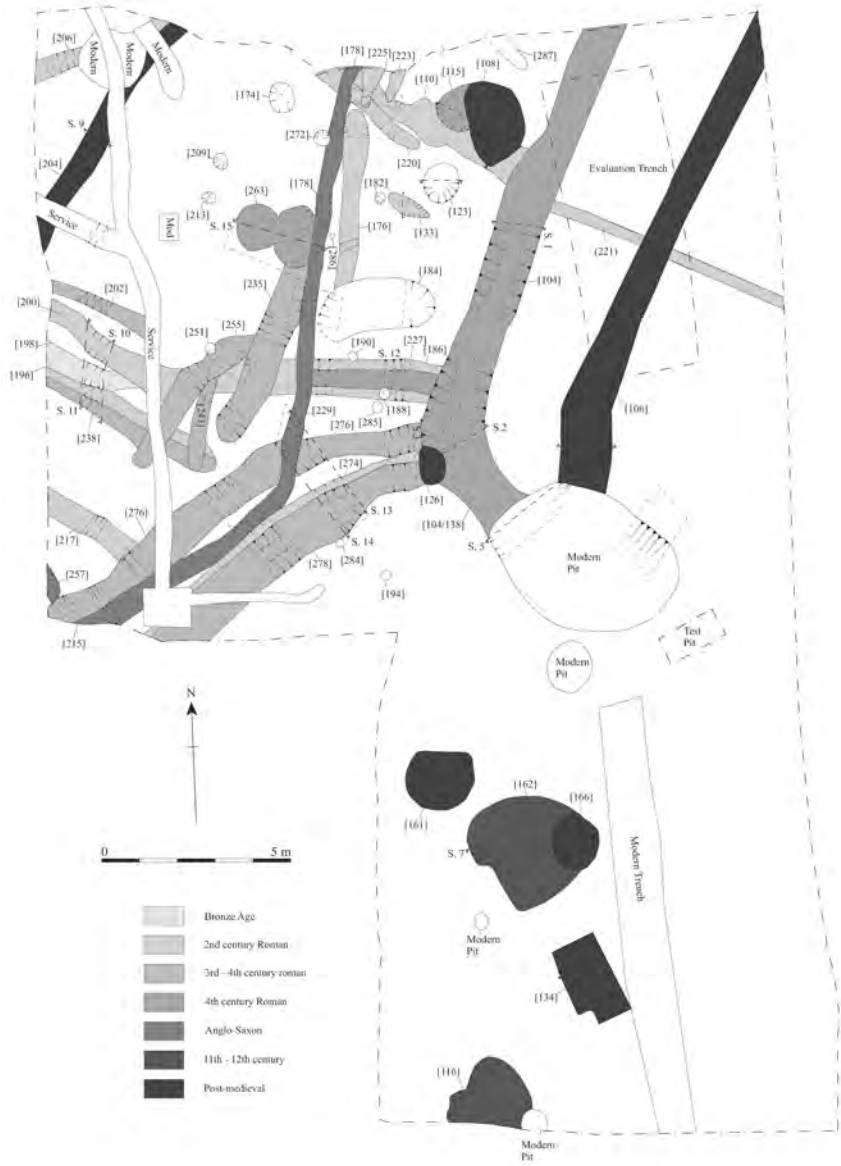 [206]
Modern
Modern
Modern
[178]
[225]
[223]
[110]
[115]
[108]
[287]
[174]
S. 9
[272]
[204]
[209]
[220]
Evaluation Trench
[178]
[182]
[123]
[263]
[213]
Mod
S. 15
[133]
Service
[176]
S. 1
[286]
(221)
[184]
[104]
[235]
[202]
[200]
S. 10
[251]
[255]
Service
[190]
S. 12
[227]
[186]
[198]
[196]
S. 11
[238]
[243]
[229]
[188]
[285]
[276]
S.2
[106]
[274]
[126]
[276]
[104/138]
S. 13
[217]
S. 14
S. 5
[278]
[284]
Modern
Pit
[257]
[194]
[215]
Test
Pit
Modern
Pit
N
[162]
[166]
[161]
0
5 m
S. 7
Modern Trench
Bronze Age
Modern
Pit
2nd century Roman
3rd - 4th century roman
[134]
4th century Roman
Anglo-Saxon
11th - 12th century
[116]
Post-medieval
Modern
Pit